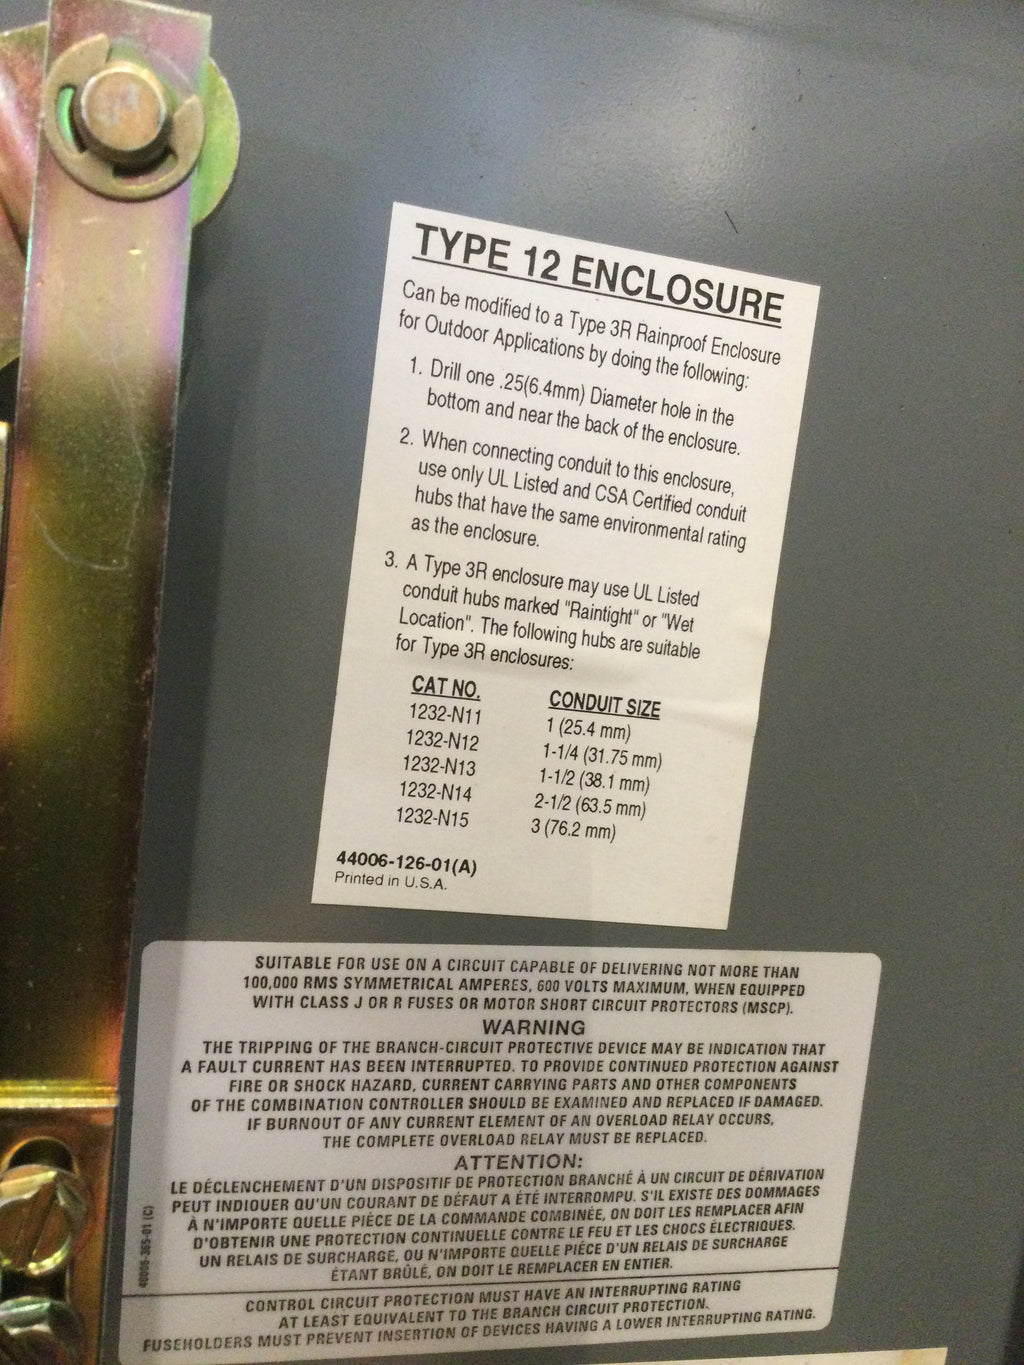 TYPE 12 ENCLOSURE
Can be modified to a Type 3R Rainproof Enclosure
for Outdoor Applications by doing the following:
1. Drill one .25(6.4mm) Diameter hole in the
bottom and near the back of the enclosure.
2. When connecting conduit to this enclosure,
use only UL Listed and CSA Certified conduit
hubs that have the same environmental rating
as the enclosure.
3. A Type 3R enclosure may use UL Listed
conduit hubs marked "Raintight" or "Wet
Location". The following hubs are suitable
for Type 3R enclosures:
CAT NO. CONDUIT SIZE
1232-N11 1 (25.4 mm)
1232-N12 1-1/4 (31.75 mm)
1232-N13 1-1/2 (38.1 mm)
1232-N14 2-1/2 (63.5 mm)
1232-N15 3 (76.2 mm)
44006-126-01(A)
Printed in U.S.A.
SUITABLE FOR USE ON A CIRCUIT CAPABLE OF DELIVERING NOT MORE THAN
100,000 RMS SYMMETRICAL AMPERES, 600 VOLTS MAXIMUM, WHEN EQUIPPED
WITH CLASS J OR R FUSES OR MOTOR SHORT CIRCUIT PROTECTORS (MSCP).
WARNING
THE TRIPPING OF THE BRANCH-CIRCUIT PROTECTIVE DEVICE MAY BE INDICATION THAT
A FAULT CURRENT HAS BEEN INTERRUPTED. TO PROVIDE CONTINUED PROTECTION AGAINST
FIRE OR SHOCK HAZARD, CURRENT CARRYING PARTS AND OTHER COMPONENTS
OF THE COMBINATION CONTROLLER SHOULD BE EXAMINED AND REPLACED IF DAMAGED.
IF BURNOUT OF ANY CURRENT ELEMENT OF AN OVERLOAD RELAY OCCURS,
THE COMPLETE OVERLOAD RELAY MUST BE REPLACED.
ATTENTION:
LE DÉCLENCHEMENT D'UN DISPOSITIF DE PROTECTION BRANCHÉ À UN CIRCUIT DE DÉRIVATION
PEUT INDIQUER QU'UN COURANT DE DÉFAUT A ÉTÉ INTERROMPU. S'IL EXISTE DES DOMMAGES
À N'IMPORTE QUELLE PIÈCE DE LA COMMANDE COMBINÉE, ON DOIT LES REMPLACER AFIN
D'OBTENIR UNE PROTECTION CONTINUELLE CONTRE LE FEU ET LES CHOCS ÉLECTRIQUES.
UN RELAIS DE SURCHARGE, OU N'IMPORTE QUELLE PIÈCE D'UN RELAIS DE SURCHARGE
ÉTANT BRÛLÉ, ON DOIT LE REMPLACER EN ENTIER.
40005-365-01 (C)
CONTROL CIRCUIT PROTECTION MUST HAVE AN INTERRUPTING RATING
AT LEAST EQUIVALENT TO THE BRANCH CIRCUIT PROTECTION.
FUSEHOLDERS MUST PREVENT INSERTION OF DEVICES HAVING A LOWER INTERRUPTING RATING.